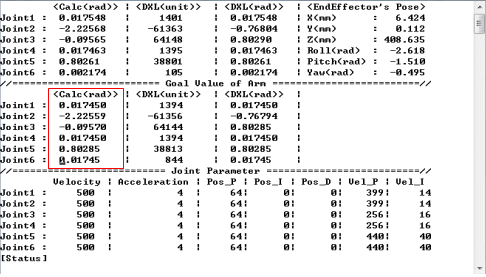 <Calc(rad)> ¦ <DXL(unit)> ¦ <DXL(rad)> ¦ <EndEffector's Pose>
Joint1 : 0.017548 ¦ 1401 ¦ 0.017548 ¦ X(mm) : 6.424
Joint2 : -2.22568 ¦ -61363 ¦ -0.76804 ¦ Y(mm) : 0.112
Joint3 : -0.09565 ¦ 64148 ¦ 0.80290 ¦ Z(mm) : 408.635
Joint4 : 0.017463 ¦ 1395 ¦ 0.017463 ¦ Roll(rad) : -2.618
Joint5 : 0.80261 ¦ 38801 ¦ 0.80261 ¦ Pitch(rad) : -1.510
Joint6 : 0.002174 ¦ 105 ¦ 0.002174 ¦ Yaw(rad) : -0.495
//======================= Goal Value of Arm =======================//
<Calc(rad)> ¦ <DXL(unit)> ¦ <DXL(rad)> ¦
Joint1 : 0.017450 ¦ 1394 ¦ 0.017450 ¦
Joint2 : -2.22559 ¦ -61356 ¦ -0.76794 ¦
Joint3 : -0.09570 ¦ 64144 ¦ 0.80285 ¦
Joint4 : 0.017450 ¦ 1394 ¦ 0.017450 ¦
Joint5 : 0.80285 ¦ 38813 ¦ 0.80285 ¦
Joint6 : 0.01745 ¦ 844 ¦ 0.01745 ¦
//======================= Joint Parameter =======================//
Velocity ¦ Acceleration ¦ Pos_P ¦ Pos_I ¦ Pos_D ¦ Vel_P ¦ Vel_I
Joint1 : 500 ¦ 4 ¦ 64¦ 0¦ 0¦ 399¦ 14
Joint2 : 500 ¦ 4 ¦ 64¦ 0¦ 0¦ 399¦ 14
Joint3 : 500 ¦ 4 ¦ 64¦ 0¦ 0¦ 256¦ 16
Joint4 : 500 ¦ 4 ¦ 64¦ 0¦ 0¦ 256¦ 16
Joint5 : 500 ¦ 4 ¦ 64¦ 0¦ 0¦ 440¦ 40
Joint6 : 500 ¦ 4 ¦ 64¦ 0¦ 0¦ 440¦ 40
[Status]